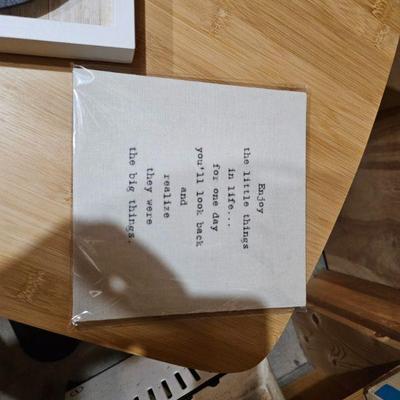 Enjoy
the little things
in life...
for one day
you'll look back
and
realize
they were
the big things.